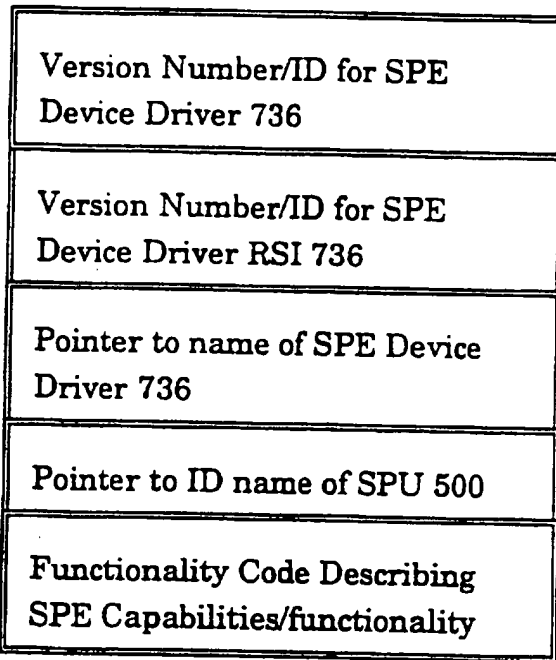 Version Number/ID for SPE
Device Driver 736
Version Number/ID for SPE
Device Driver RSI 736
Pointer to name of SPE Device
Driver 736
Pointer to ID name of SPU 500
Functionality Code Describing
SPE Capabilities/functionality